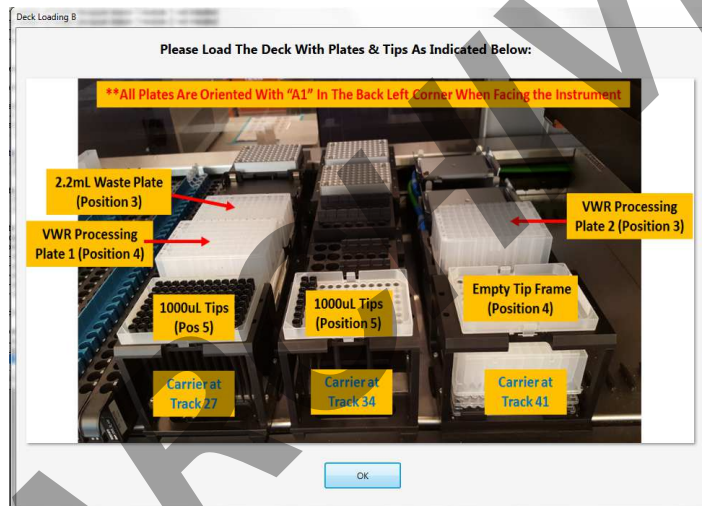 Deck Loading B
Please Load The Deck With Plates & Tips As Indicated Below:
**All Plates Are Oriented With "A1" In The Back Left Corner When Facing the Instrument
2.2mL Waste Plate
(Position 3)
VWR Processing
Plate 1 (Position 4)
VWR Processing
Plate 2 (Position 3)
1000uL Tips
(Pos 5)
1000uL Tips
(Position 5)
Empty Tip Frame
(Position 4)
Carrier at
Track 27
Carrier at
Track 34
Carrier at
Track 41
OK